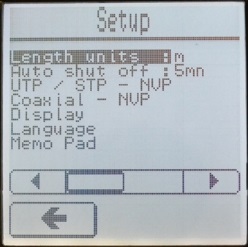 Setup
Length units :m
Auto shut off :5mn
UTP / STP - NVP
Coaxial - NVP
Display
Language
Memo Pad